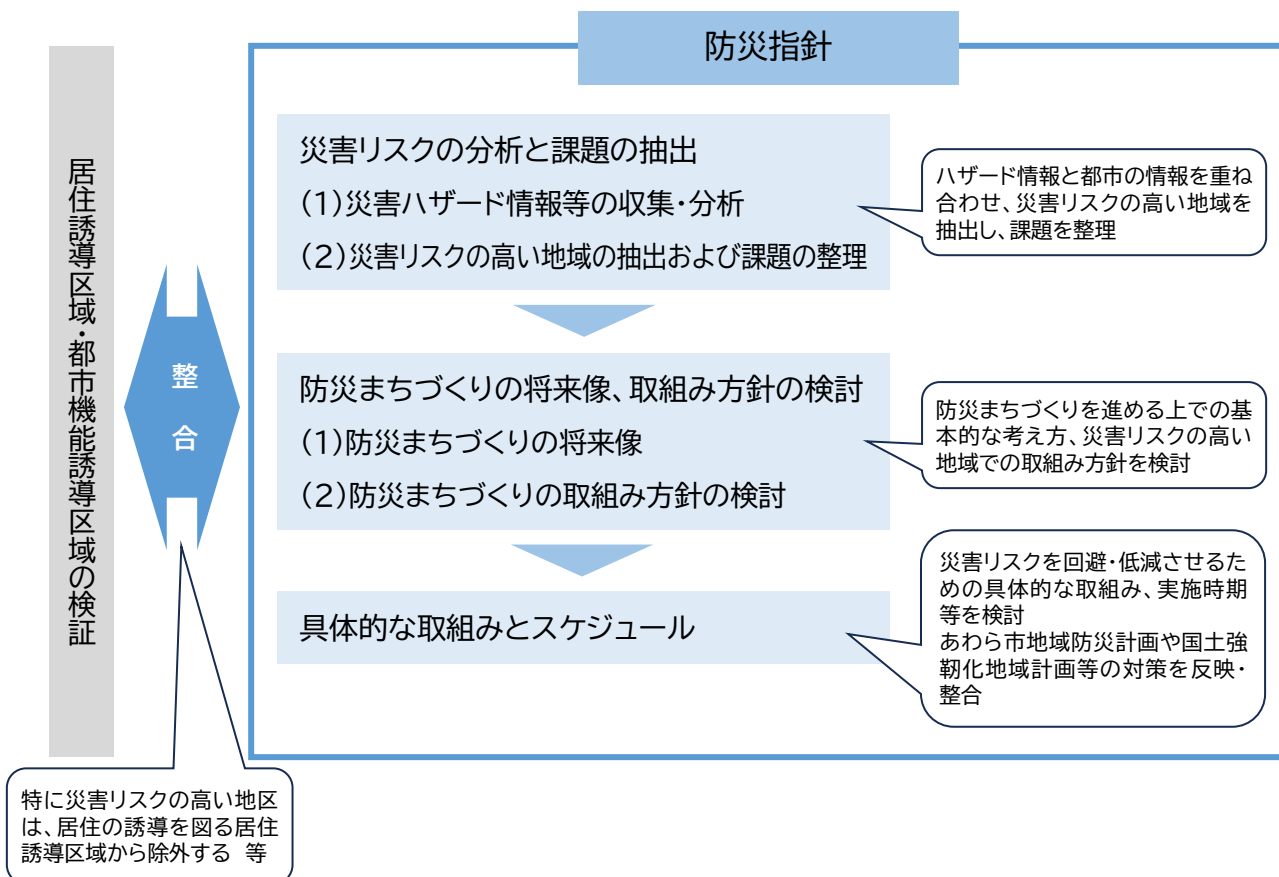 防災指針
居住誘導区域・都市機能誘導区域の検証
整
合
災害リスクの分析と課題の抽出
(1)災害ハザード情報等の収集・分析
(2)災害リスクの高い地域の抽出および課題の整理
ハザード情報と都市の情報を重ね
合わせ、災害リスクの高い地域を
抽出し、課題を整理
防災まちづくりの将来像、取組み方針の検討
(1)防災まちづくりの将来像
(2)防災まちづくりの取組み方針の検討
防災まちづくりを進める上での基
本的な考え方、災害リスクの高い
地域での取組み方針を検討
具体的な取組みとスケジュール
災害リスクを回避・低減させるた
めの具体的な取組み、実施時期
等を検討
あわら市地域防災計画や国土強
靭化地域計画等の対策を反映・
整合
特に災害リスクの高い地区
は、居住の誘導を図る居住
誘導区域から除外する 等